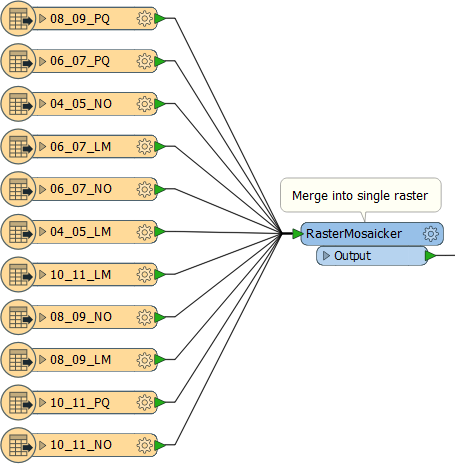 08_09_PQ
06_07_PQ
04_05_NO
06_07_LM
06_07_NO
04_05_LM
10_11_LM
08_09_NO
08_09_LM
10_11_PQ
10_11_NO
Merge into single raster
RasterMosaicker
Output